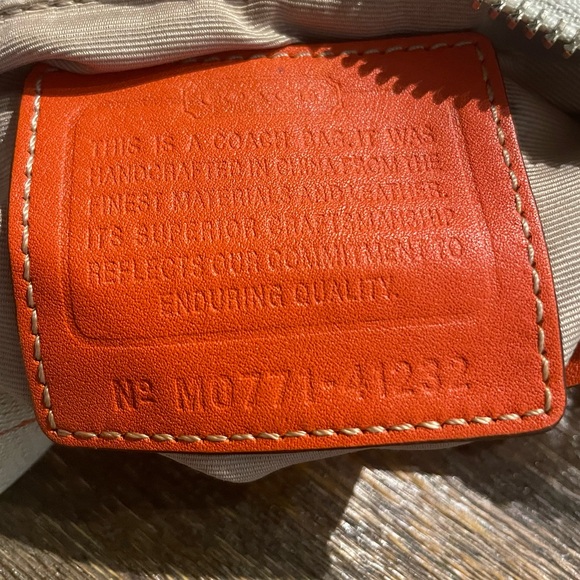 THIS IS A COACH BAG. IT WAS
HANDCRAFTED IN CHINA FROM THE
FINEST MATERIALS AND LEATHER.
ITS SUPERIOR CRAFTSMANSHIP
REFLECTS OUR COMMITMENT TO
ENDURING QUALITY.
Nº M0771-41232